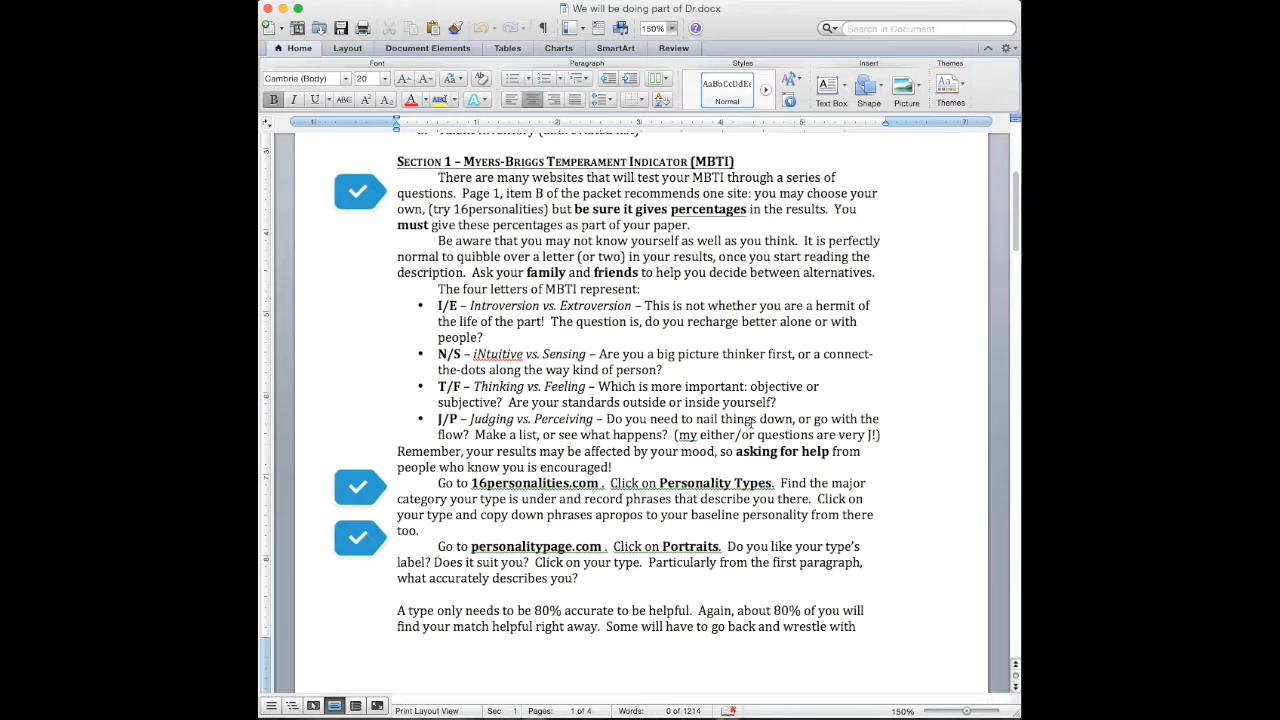 We will be doing part of Dr.docx
150%
Search in Document
Home Layout Document Elements Tables Charts SmartArt Review
Font Paragraph Styles Insert Themes
Cambria (Body) 20
AaBbCcDdEe
Normal
Text Box Shape Picture Themes
B I U ABC A² A₂
SECTION 1 – MYERS-BRIGGS TEMPERAMENT INDICATOR (MBTI)
There are many websites that will test your MBTI through a series of
questions. Page 1, item B of the packet recommends one site: you may choose your
own, (try 16personalities) but be sure it gives percentages in the results. You
must give these percentages as part of your paper.
Be aware that you may not know yourself as well as you think. It is perfectly
normal to quibble over a letter (or two) in your results, once you start reading the
description. Ask your family and friends to help you decide between alternatives.
The four letters of MBTI represent:
• I/E – Introversion vs. Extroversion – This is not whether you are a hermit of
the life of the part! The question is, do you recharge better alone or with
people?
• N/S – iNtuitive vs. Sensing – Are you a big picture thinker first, or a connect-
the-dots along the way kind of person?
• T/F – Thinking vs. Feeling – Which is more important: objective or
subjective? Are your standards outside or inside yourself?
• J/P – Judging vs. Perceiving – Do you need to nail things down, or go with the
flow? Make a list, or see what happens? (my either/or questions are very J!)
Remember, your results may be affected by your mood, so asking for help from
people who know you is encouraged!
Go to 16personalities.com . Click on Personality Types. Find the major
category your type is under and record phrases that describe you there. Click on
your type and copy down phrases apropos to your baseline personality from there
too.
Go to personalitypage.com . Click on Portraits. Do you like your type's
label? Does it suit you? Click on your type. Particularly from the first paragraph,
what accurately describes you?
A type only needs to be 80% accurate to be helpful. Again, about 80% of you will
find your match helpful right away. Some will have to go back and wrestle with
Print Layout View Sec 1 Pages: 1 of 4 Words: 0 of 1214 150%